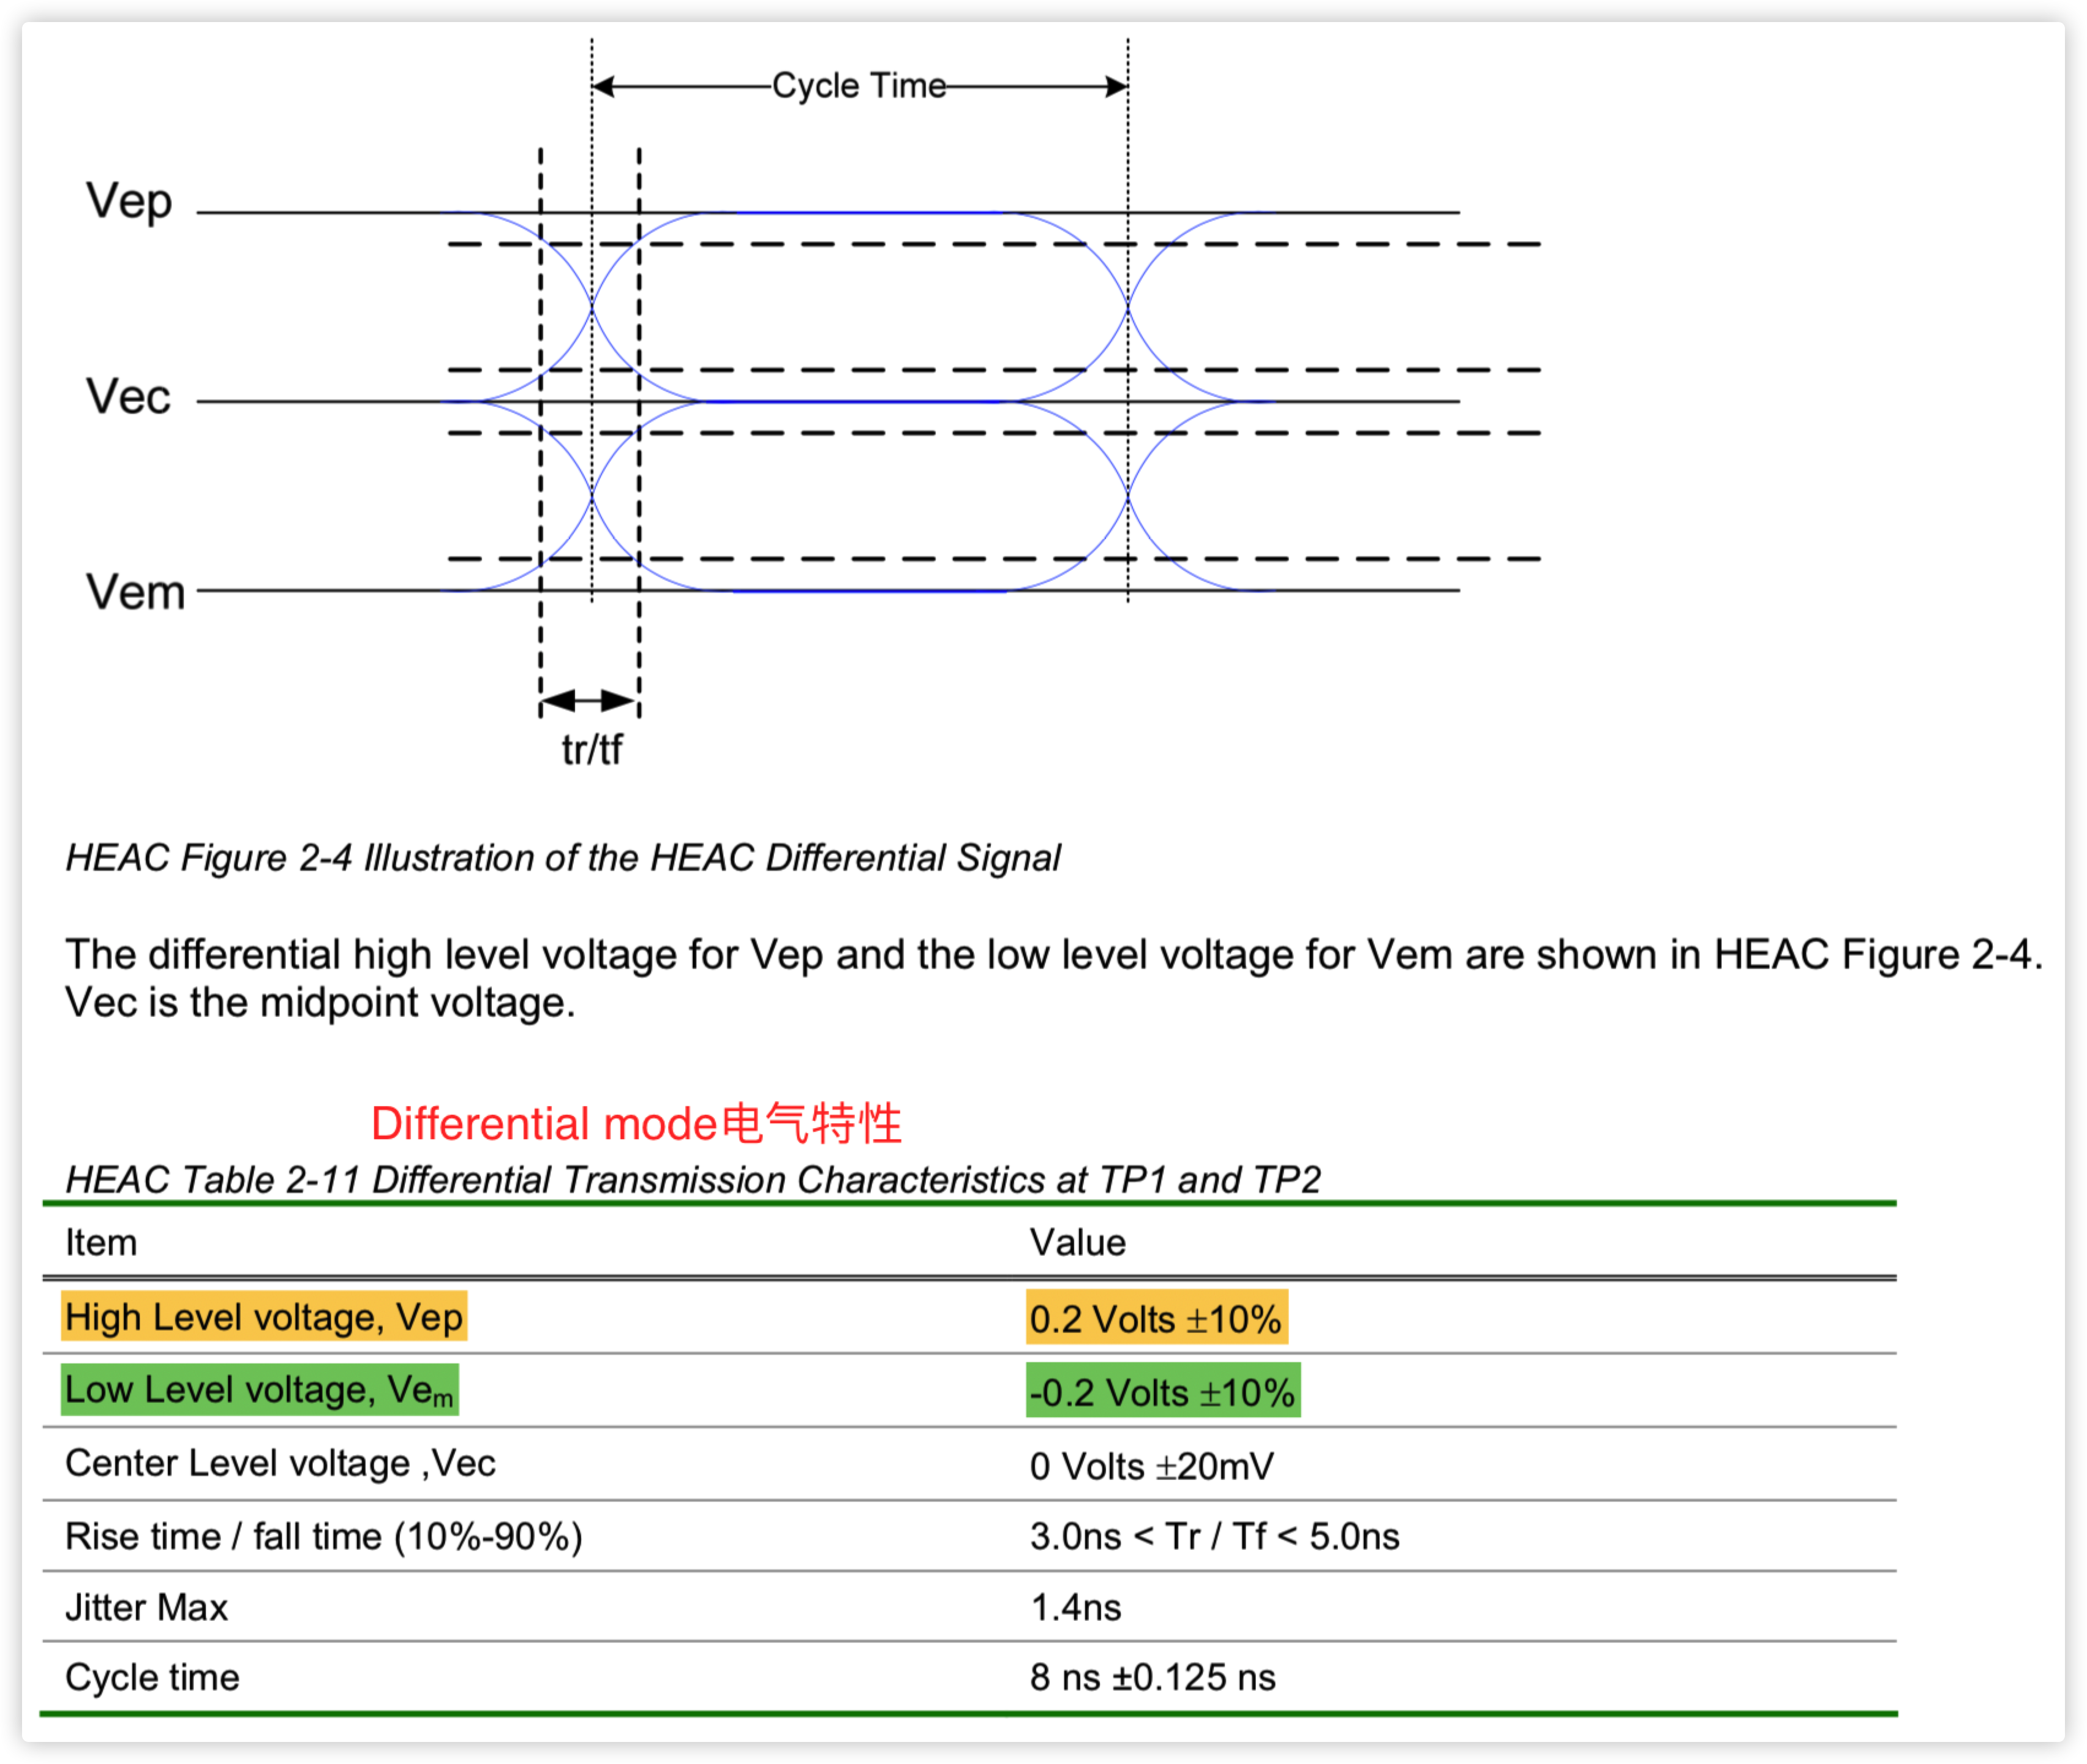 Cycle Time
Vep
Vec
Vem
tr/tf
HEAC Figure 2-4 Illustration of the HEAC Differential Signal
The differential high level voltage for Vep and the low level voltage for Vem are shown in HEAC Figure 2-4.
Vec is the midpoint voltage.
Differential mode电气特性
HEAC Table 2-11 Differential Transmission Characteristics at TP1 and TP2
Item Value
High Level voltage, Vep 0.2 Volts ±10%
Low Level voltage, Vem -0.2 Volts ±10%
Center Level voltage ,Vec 0 Volts ±20mV
Rise time / fall time (10%-90%) 3.0ns < Tr / Tf < 5.0ns
Jitter Max 1.4ns
Cycle time 8 ns ±0.125 ns